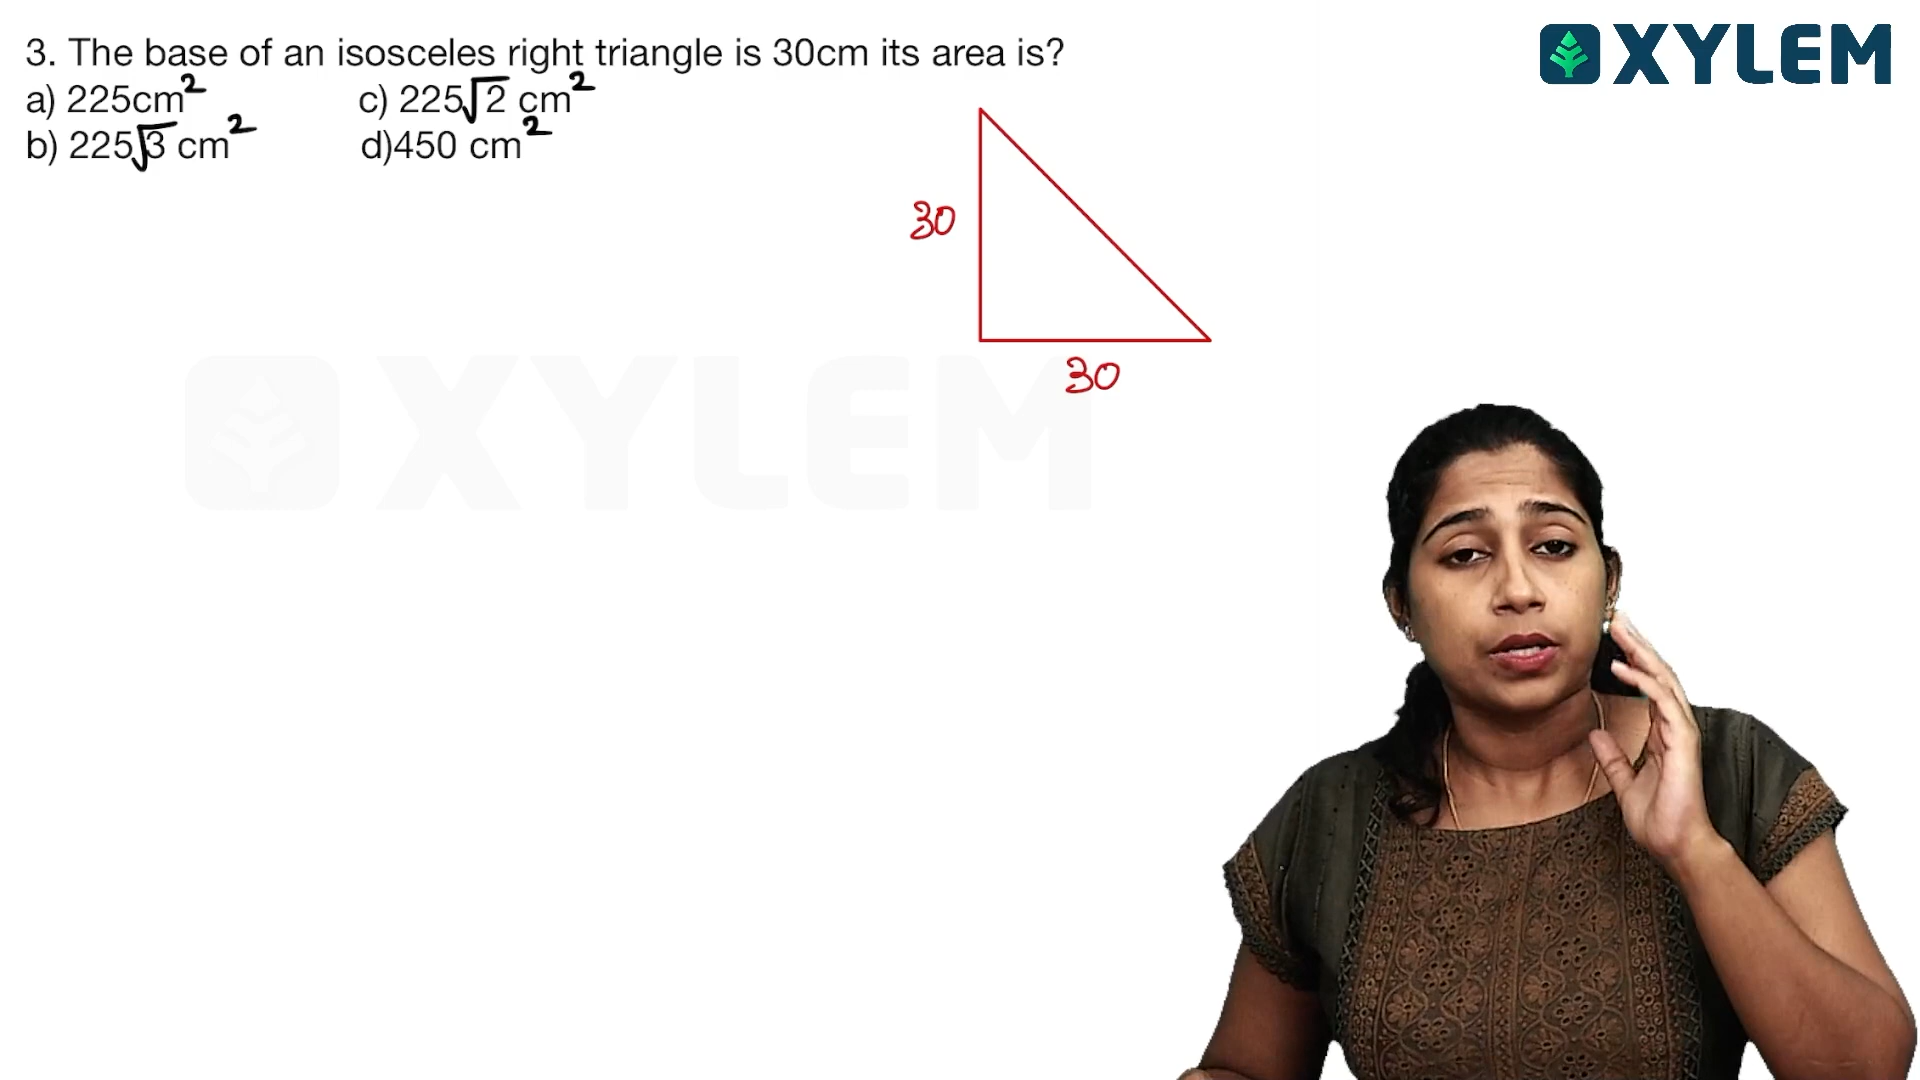 XYLEM
3. The base of an isosceles right triangle is 30cm its area is?
a) 225cm²
c) 225√2 cm²
b) 225√3 cm²
d)450 cm²
30
30
XYLEM